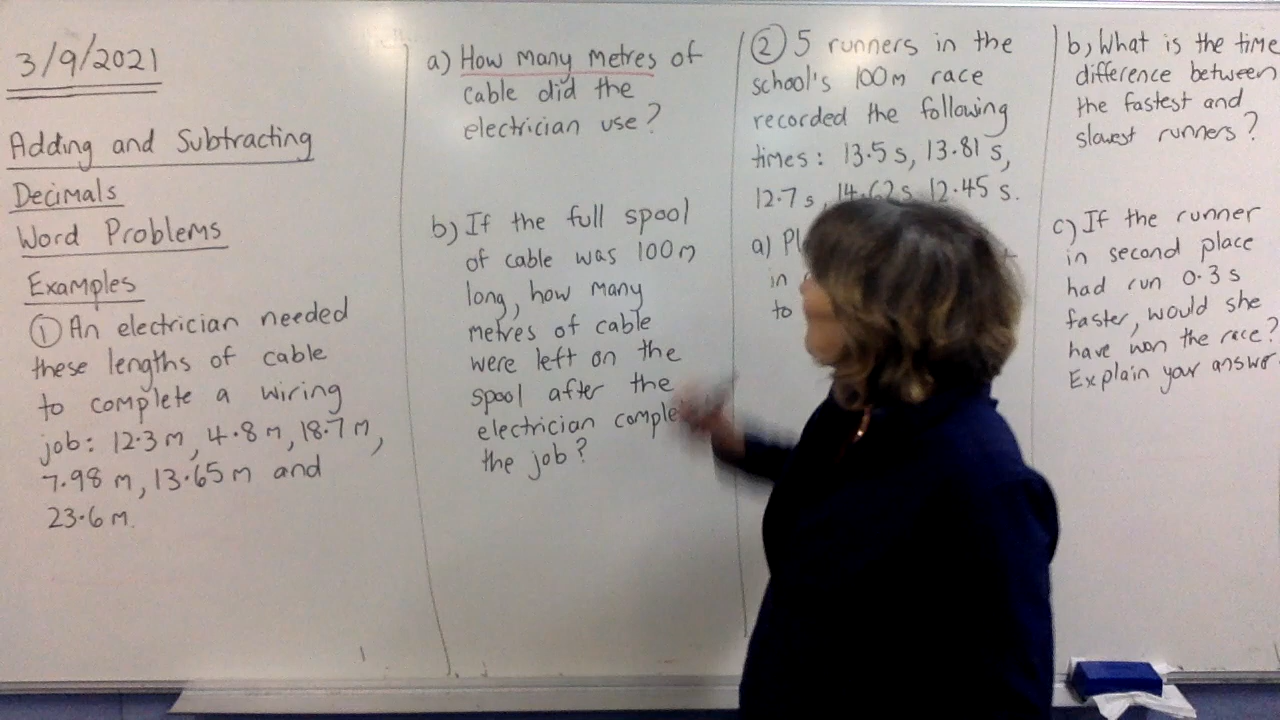 3/9/2021
Adding and Subtracting
Decimals
Word Problems
Examples
① An electrician needed
these lengths of cable
to complete a wiring
job: 12.3 m, 4.8 m, 18.7 m,
7.98 m, 13.65 m and
23.6 m.
a) How many metres of
cable did the
electrician use?
b) If the full spool
of cable was 100 m
long, how many
metres of cable
were left on the
spool after the
electrician comple
the job?
② 5 runners in the
school's 100m race
recorded the following
times: 13.5 s, 13.81 s,
12.7 s, 14.62 s 12.45 s.
a)
in
to
b) What is the time
difference between
the fastest and
slowest runners?
c) If the runner
in second place
had run 0.3 s
faster, would she
have won the race?
Explain your answ